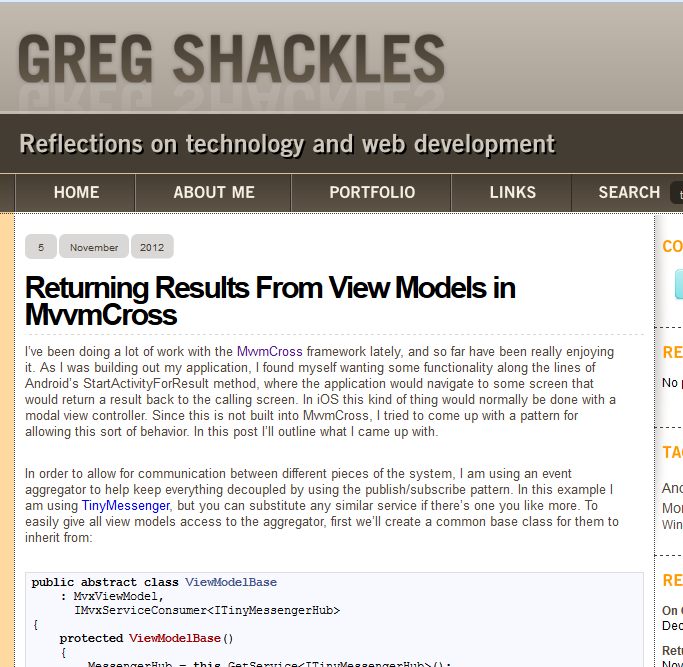 GREG SHACKLES
Reflections on technology and web development
HOME ABOUT ME PORTFOLIO LINKS SEARCH
5 November 2012
Returning Results From View Models in
MvvmCross
I've been doing a lot of work with the MvvmCross framework lately, and so far have been really enjoying
it. As I was building out my application, I found myself wanting some functionality along the lines of
Android's StartActivityForResult method, where the application would navigate to some screen that
would return a result back to the calling screen. In iOS this kind of thing would normally be done with a
modal view controller. Since this is not built into MvvmCross, I tried to come up with a pattern for
allowing this sort of behavior. In this post I'll outline what I came up with.
In order to allow for communication between different pieces of the system, I am using an event
aggregator to help keep everything decoupled by using the publish/subscribe pattern. In this example I
am using TinyMessenger, but you can substitute any similar service if there's one you like more. To
easily give all view models access to the aggregator, first we'll create a common base class for them to
inherit from:
public abstract class ViewModelBase
: MvxViewModel,
IMvxServiceConsumer<ITinyMessengerHub>
{
protected ViewModelBase()
{
MessengerHub = this.GetService<ITinyMessengerHub>();
CO
RE
No
TA
And
Mon
Win
RE
On
Dec
Retu
Nov